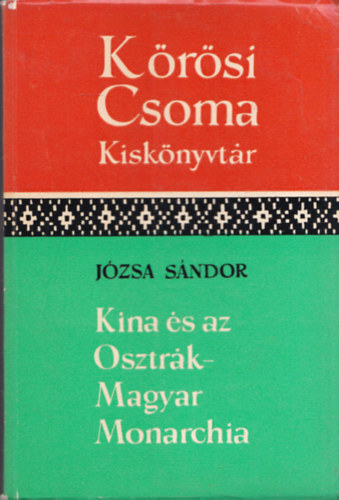 Kőrösi
Csoma
Kiskönyvtár
JÓZSA SÁNDOR
Kína és az
Osztrák-
Magyar
Monarchia